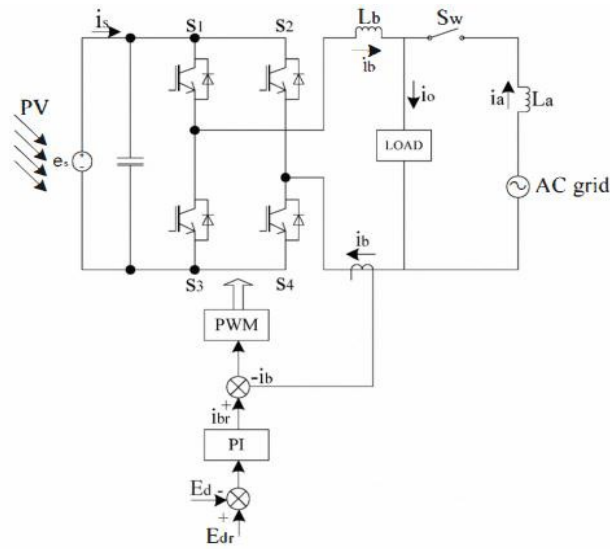 is
S1
S2
Lb
Sw
ib
io
ia
La
PV
es
LOAD
AC grid
ib
S3
S4
PWM
-ib
+
ibr
PI
Ed -
+
Edr